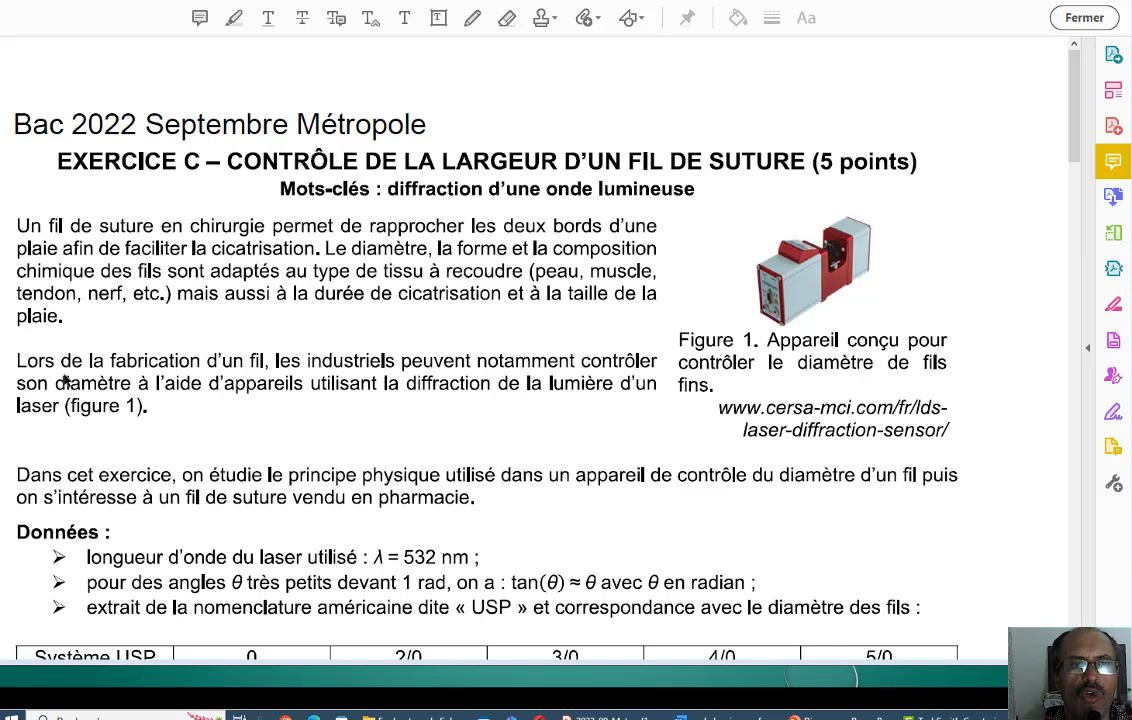 Fermer
Aa
Bac 2022 Septembre Métropole
EXERCICE C – CONTRÔLE DE LA LARGEUR D’UN FIL DE SUTURE (5 points)
Mots-clés : diffraction d’une onde lumineuse
Un fil de suture en chirurgie permet de rapprocher les deux bords d’une
plaie afin de faciliter la cicatrisation. Le diamètre, la forme et la composition
chimique des fils sont adaptés au type de tissu à recoudre (peau, muscle,
tendon, nerf, etc.) mais aussi à la durée de cicatrisation et à la taille de la
plaie.
Lors de la fabrication d’un fil, les industriels peuvent notamment contrôler
son diamètre à l’aide d’appareils utilisant la diffraction de la lumière d’un
laser (figure 1).
Figure 1. Appareil conçu pour
contrôler le diamètre de fils
fins.
www.cersa-mci.com/fr/lds-
laser-diffraction-sensor/
Dans cet exercice, on étudie le principe physique utilisé dans un appareil de contrôle du diamètre d’un fil puis
on s’intéresse à un fil de suture vendu en pharmacie.
Données :
➢ longueur d’onde du laser utilisé : λ = 532 nm ;
➢ pour des angles θ très petits devant 1 rad, on a : tan(θ) ≈ θ avec θ en radian ;
➢ extrait de la nomenclature américaine dite « USP » et correspondance avec le diamètre des fils :
Système USP 0 2/0 3/0 4/0 5/0